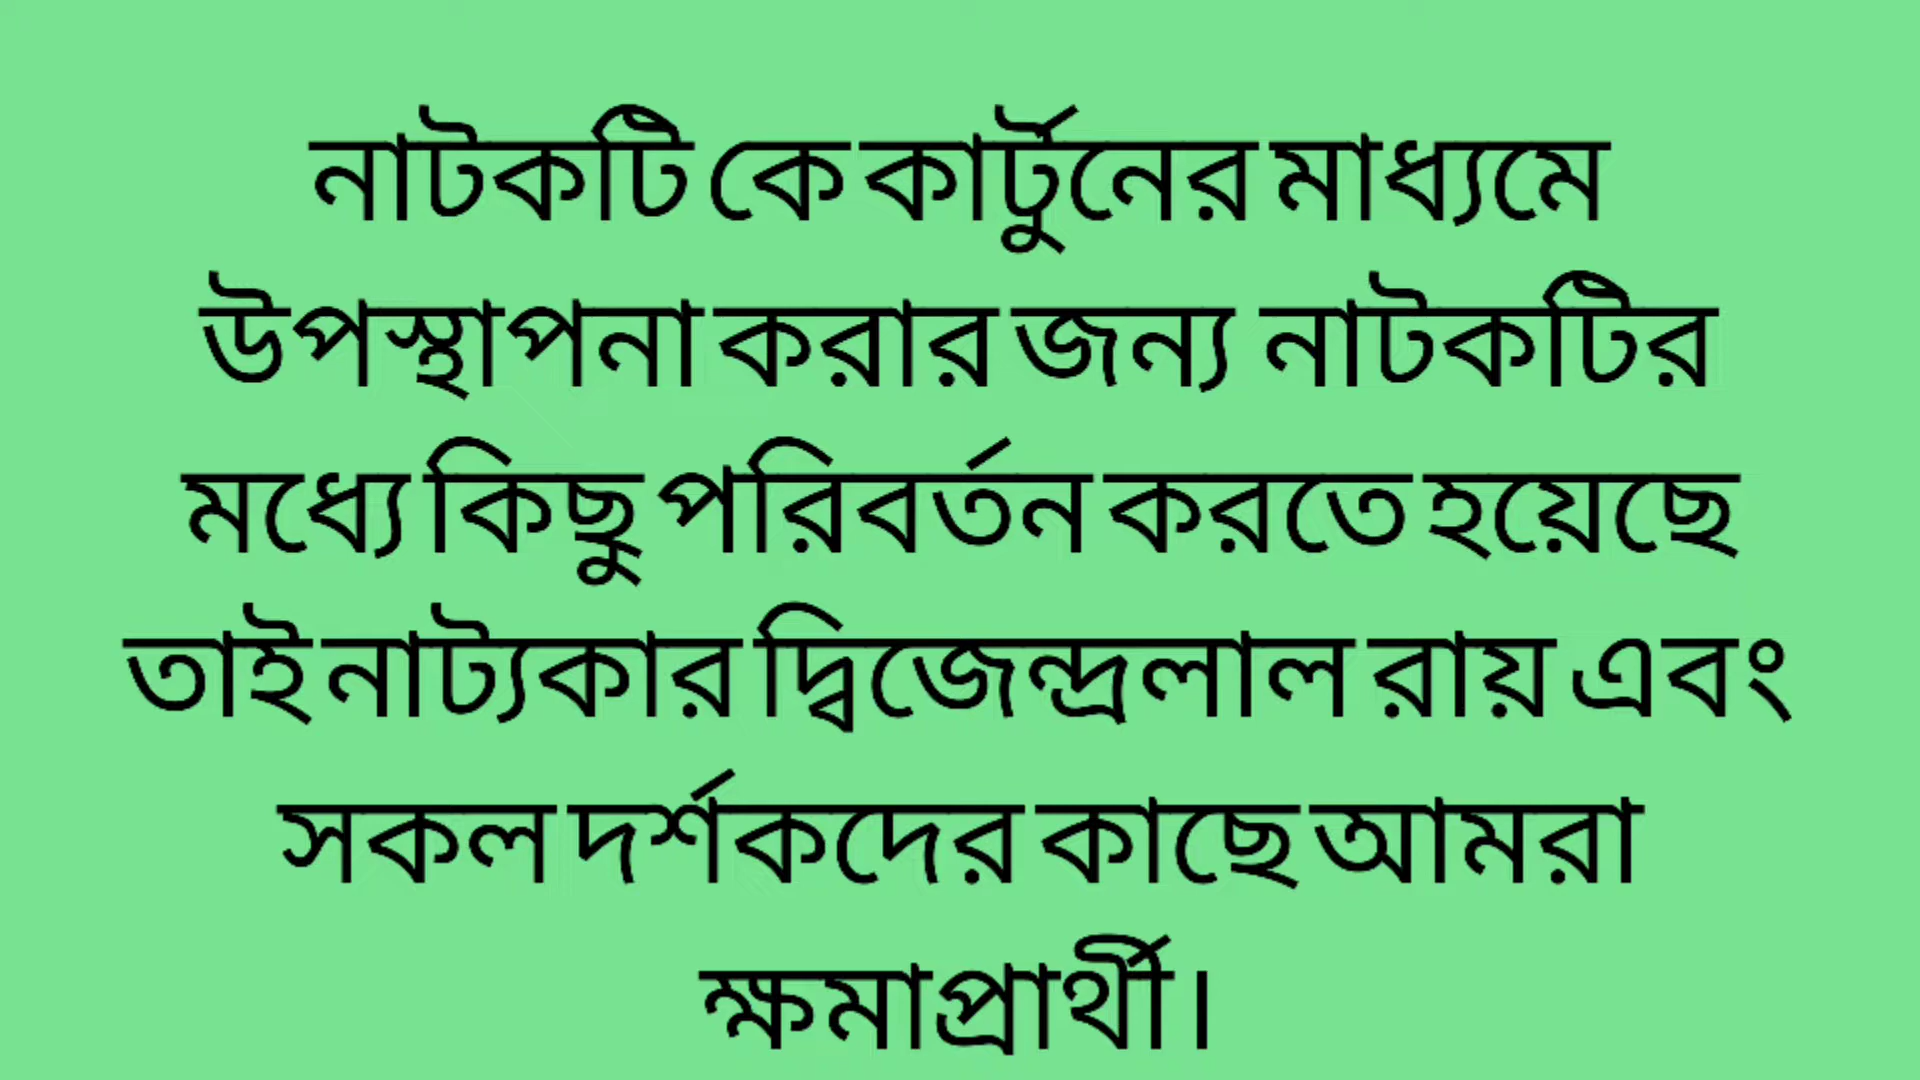 নাটকটি কে কার্টুনের মাধ্যমে
উপস্থাপনা করার জন্য নাটকটির
মধ্যে কিছু পরিবর্তন করতে হয়েছে
তাই নাট্যকার দ্বিজেন্দ্রলাল রায় এবং
সকল দর্শকদের কাছে আমরা
ক্ষমাপ্রার্থী।